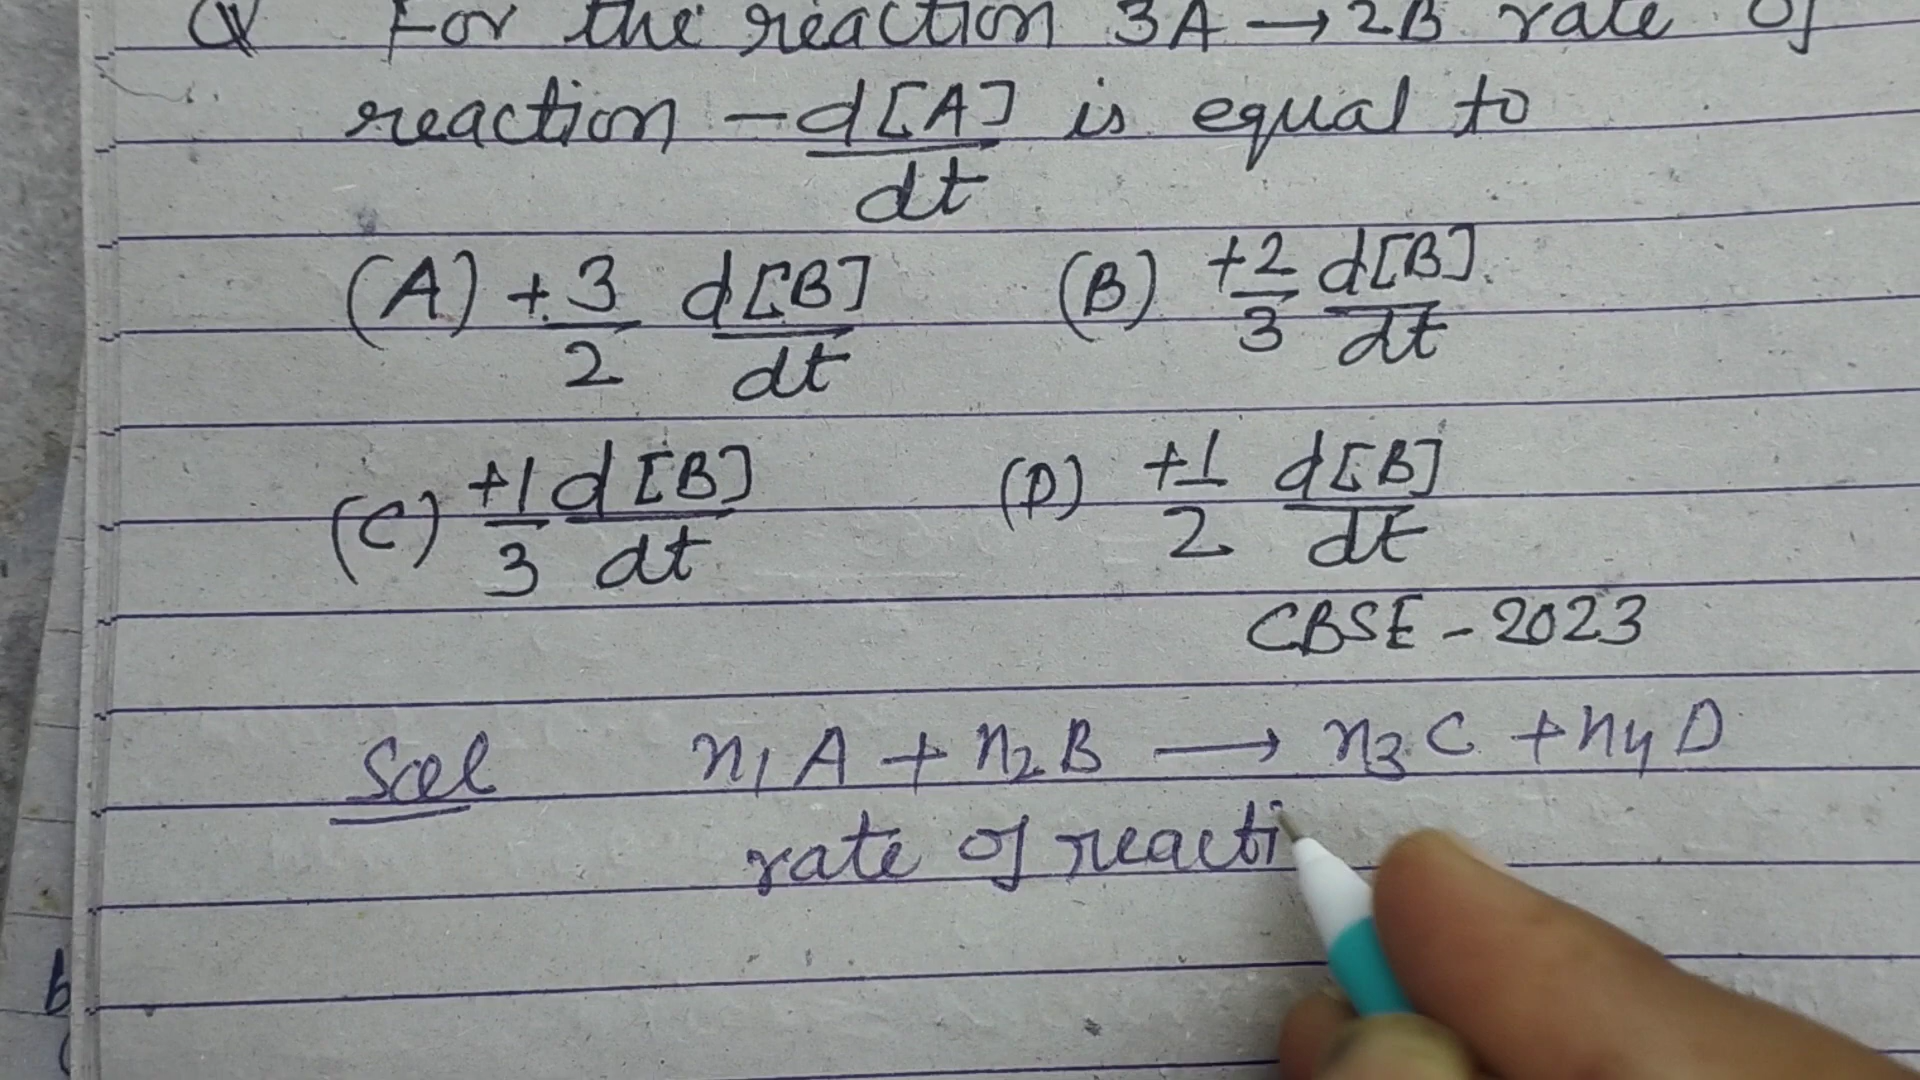 Q For the reaction 3A → 2B rate of
reaction -d[A]/dt is equal to
(A) +3/2 d[B]/dt (B) +2/3 d[B]/dt
(C) +1/3 d[B]/dt (D) +1/2 d[B]/dt
CBSE - 2023
Sol n₁A + n₂B → n₃C + n₄D
rate of reacti
b